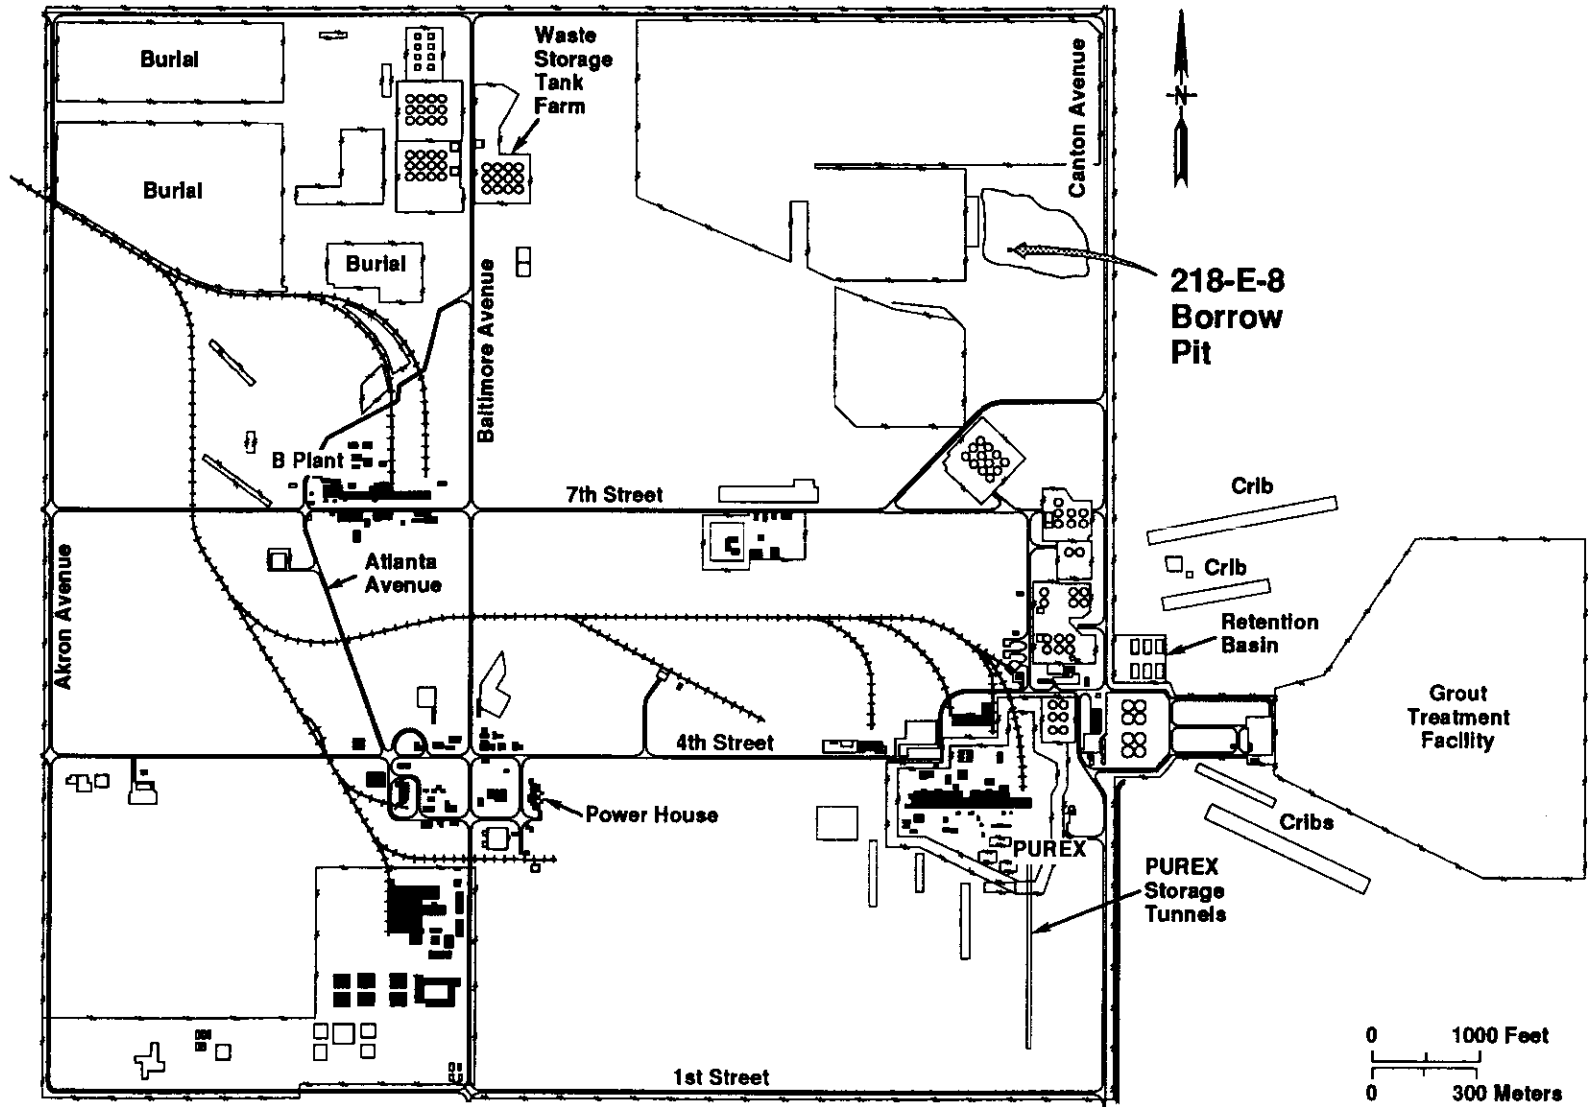 Burial
Waste
Storage
Tank
Farm
Canton Avenue
N
Burial
Burial
Baltimore Avenue
218-E-8
Borrow
Pit
B Plant
7th Street
Crib
Akron Avenue
Atlanta
Avenue
Crib
Retention
Basin
Grout
Treatment
Facility
4th Street
Power House
Cribs
PUREX
PUREX
Storage
Tunnels
1st Street
0 1000 Feet
0 300 Meters